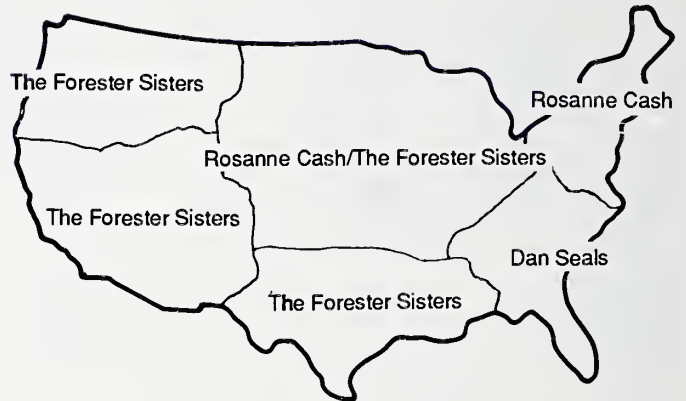 The Forester Sisters
Rosanne Cash
Rosanne Cash/The Forester Sisters
The Forester Sisters
Dan Seals
The Forester Sisters